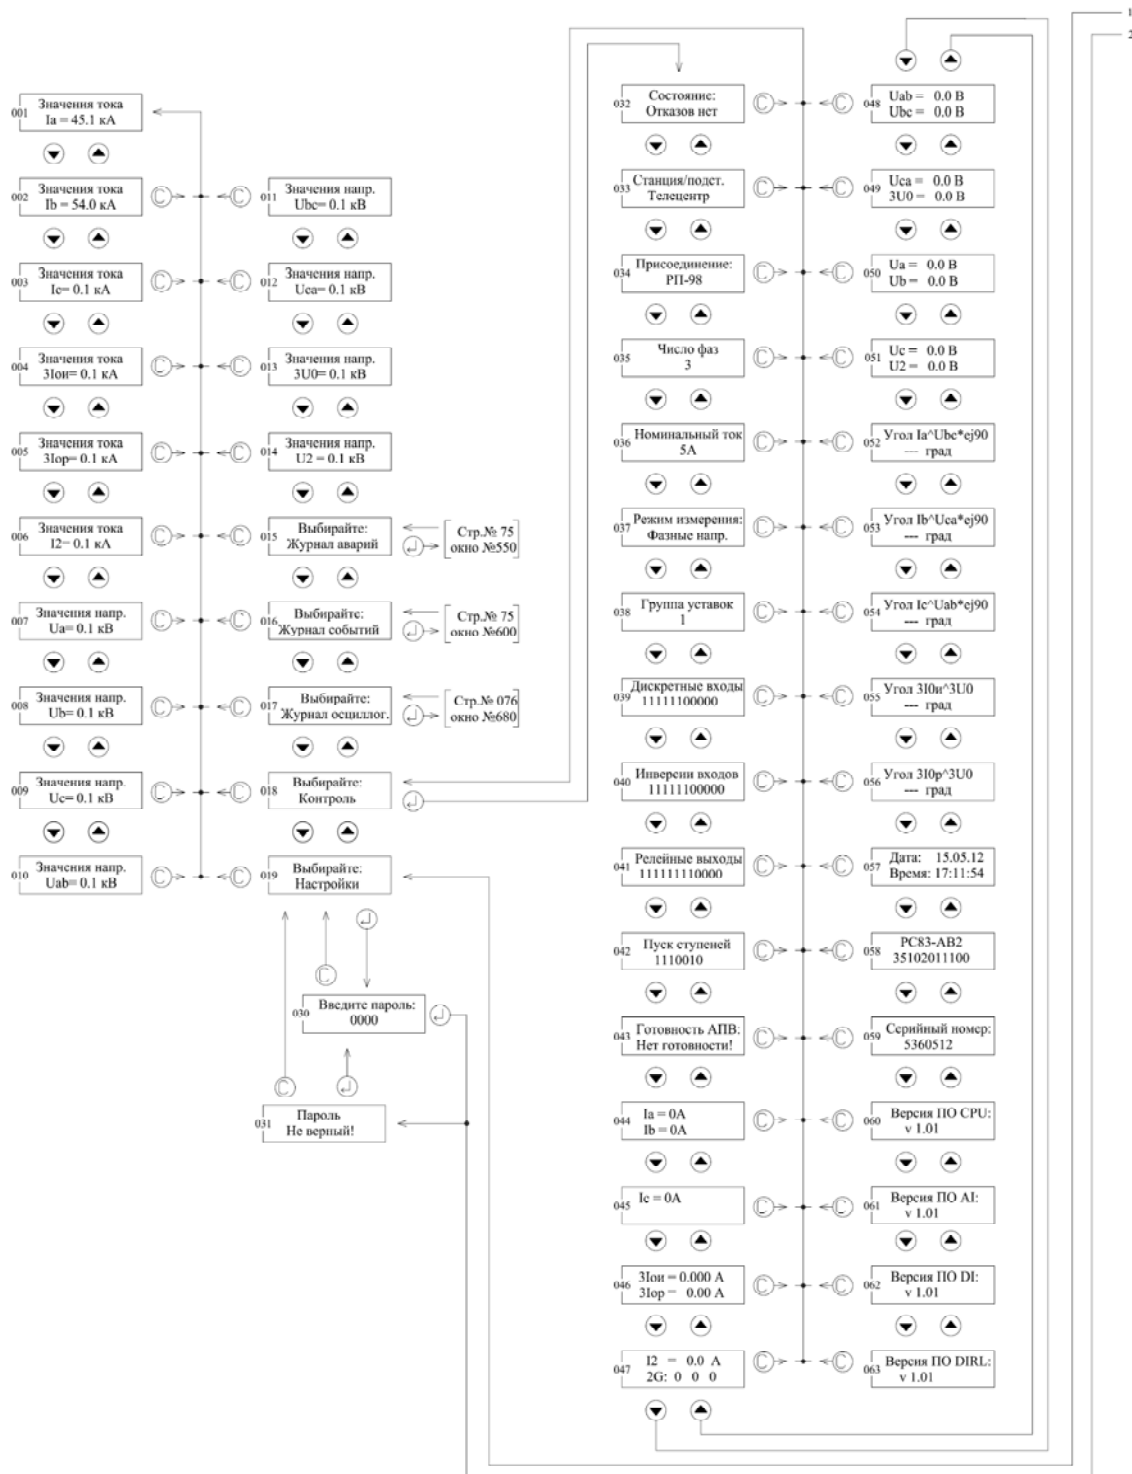 1
2
001
Значения тока
Ia = 45.1 кА
002
Значения тока
Ib = 54.0 кА
003
Значения тока
Ic= 0.1 кА
004
Значения тока
3Iои= 0.1 кА
005
Значения тока
3Iор= 0.1 кА
006
Значения тока
I2= 0.1 кА
007
Значения напр.
Ua= 0.1 кВ
008
Значения напр.
Ub= 0.1 кВ
009
Значения напр.
Uc= 0.1 кВ
010
Значения напр.
Uab= 0.1 кВ
011
Значения напр.
Ubc= 0.1 кВ
012
Значения напр.
Uca= 0.1 кВ
013
Значения напр.
3U0= 0.1 кВ
014
Значения напр.
U2 = 0.1 кВ
015
Выбирайте:
Журнал аварий
Стр.№ 75
окно №550
016
Выбирайте:
Журнал событий
Стр.№ 75
окно №600
017
Выбирайте:
Журнал осциллог.
Стр.№ 076
окно №680
018
Выбирайте:
Контроль
019
Выбирайте:
Настройки
030
Введите пароль:
0000
031
Пароль
Не верный!
032
Состояние:
Отказов нет
033
Станция/подст.
Телецентр
034
Присоединение:
РП-98
035
Число фаз
3
036
Номинальный ток
5А
037
Режим измерения:
Фазные напр.
038
Группа уставок
1
039
Дискретные входы
11111100000
040
Инверсии входов
11111100000
041
Релейные выходы
111111110000
042
Пуск ступеней
1110010
043
Готовность АПВ:
Нет готовности!
044
Ia = 0А
Ib = 0А
045
Ic = 0А
046
3Iои = 0.000 А
3Iор = 0.00 А
047
I2 = 0.0 А
2G: 0 0 0
048
Uab = 0.0 В
Ubc = 0.0 В
049
Uca = 0.0 В
3U0 = 0.0 В
050
Ua = 0.0 В
Ub = 0.0 В
051
Uc = 0.0 В
U2 = 0.0 В
052
Угол Ia^Ubc*ej90
--- град
053
Угол Ib^Uca*ej90
--- град
054
Угол Ic^Uab*ej90
--- град
055
Угол 3I0и^3U0
--- град
056
Угол 3I0р^3U0
--- град
057
Дата: 15.05.12
Время: 17:11:54
058
РС83-АВ2
35102011100
059
Серийный номер:
5360512
060
Версия ПО CPU:
v 1.01
061
Версия ПО AI:
v 1.01
062
Версия ПО DI:
v 1.01
063
Версия ПО DIRL:
v 1.01